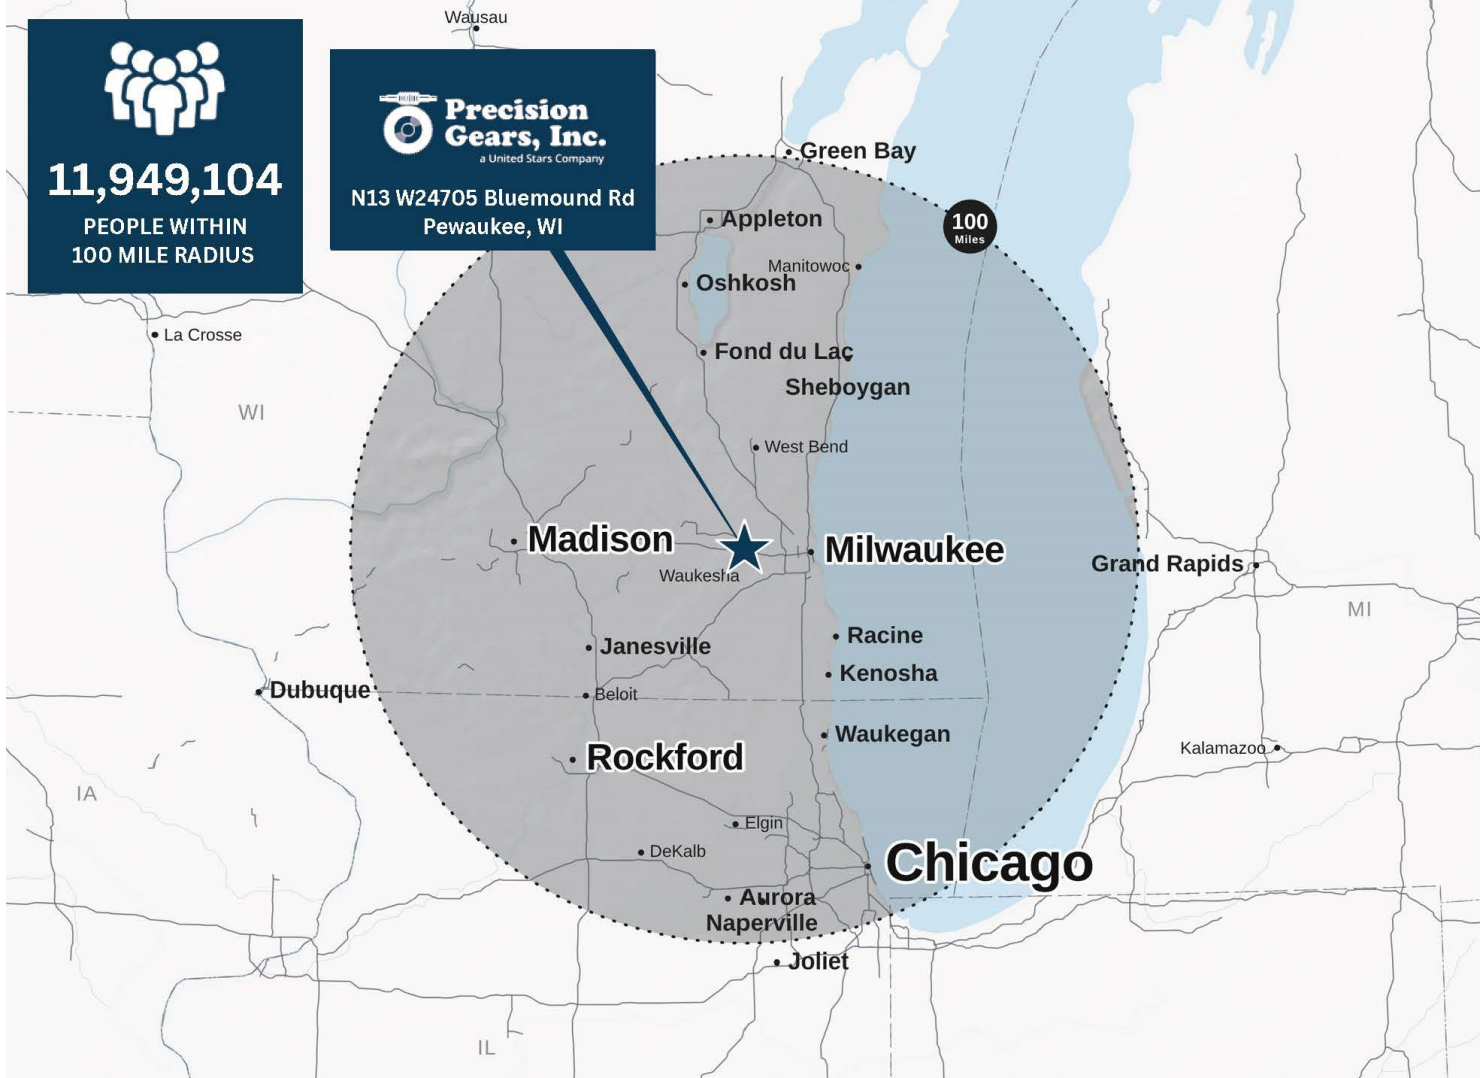 Wausau
11,949,104
PEOPLE WITHIN
100 MILE RADIUS
Precision
Gears, Inc.
a United Stars Company
N13 W24705 Bluemound Rd
Pewaukee, WI
Green Bay
100
Miles
Appleton
Manitowoc
Oshkosh
La Crosse
Fond du Lac
Sheboygan
WI
West Bend
Madison
Milwaukee
Grand Rapids
Waukesha
MI
Racine
Janesville
Kenosha
Dubuque
Beloit
Waukegan
Kalamazoo
Rockford
IA
Elgin
DeKalb
Chicago
Aurora
Naperville
Joliet
IL